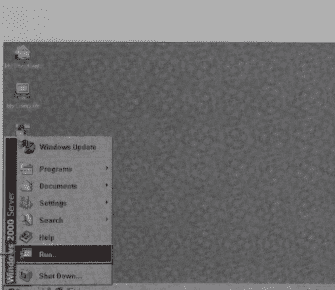 Windows Update
Programs
Documents
Settings
Search
Help
Run...
Shut Down...
Windows 2000 Server